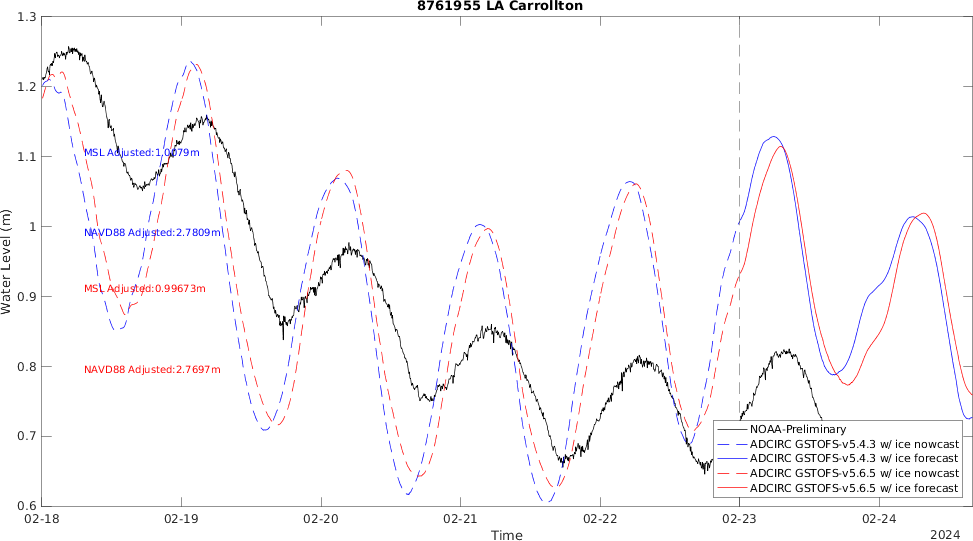 8761955 LA Carrollton
1.3
1.2
1.1
1
0.9
0.8
0.7
0.6
Water Level (m)
MSL Adjusted:1.0079m
NAVD88 Adjusted:2.7809m
MSL Adjusted:0.99673m
NAVD88 Adjusted:2.7697m
NOAA-Preliminary
ADCIRC GSTOFS-v5.4.3 w/ ice nowcast
ADCIRC GSTOFS-v5.4.3 w/ ice forecast
ADCIRC GSTOFS-v5.6.5 w/ ice nowcast
ADCIRC GSTOFS-v5.6.5 w/ ice forecast
02-18 02-19 02-20 02-21 02-22 02-23 02-24
Time
2024